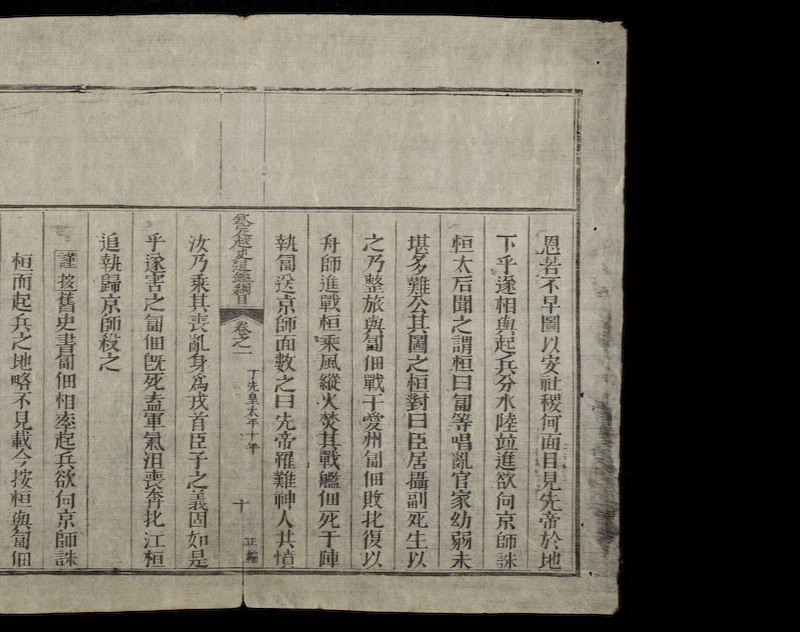 恩若不早圖以安社稷何面目見先帝於地
下乎遂相與起兵分水陸竝進欲向京師誅
桓太后聞之謂桓曰匐等唱亂官家幼弱未
堪多難公其圖之桓對曰臣居攝副死生以
之乃整旅與匐佃戰于愛州匐佃敗北復以
舟師進戰桓乘風縱火焚其戰艦佃死于陣
執匐送京師面數之曰先帝罹難神人共憤
欽定越史通鑑綱目 卷之一 丁先皇太平十年 十 正編
汝乃乘其喪亂身爲戎首臣子之義固如是
乎遂害之匐佃旣死盍軍氣沮喪奔北江桓
追執歸京師殺之
謹按舊史書匐佃相率起兵欲向京師誅
桓而起兵之地略不見載今按桓與匐佃